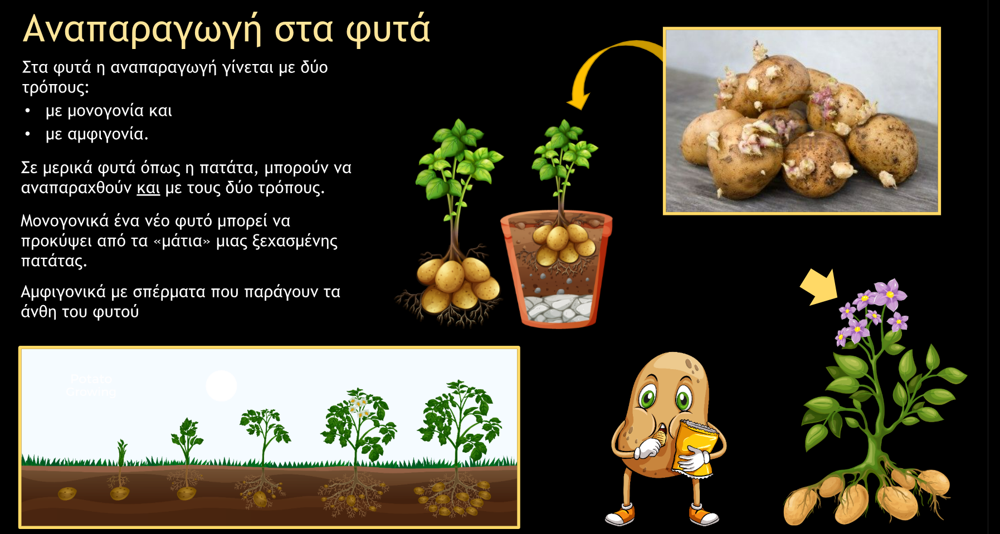 Αναπαραγωγή στα φυτά
Στα φυτά η αναπαραγωγή γίνεται με δύο
τρόπους:
• με μονογονία και
• με αμφιγονία.
Σε μερικά φυτά όπως η πατάτα, μπορούν να
αναπαραχθούν και με τους δύο τρόπους.
Μονογονικά ένα νέο φυτό μπορεί να
προκύψει από τα «μάτια» μιας ξεχασμένης
πατάτας.
Αμφιγονικά με σπέρματα που παράγουν τα
άνθη του φυτού
Potato
Growing